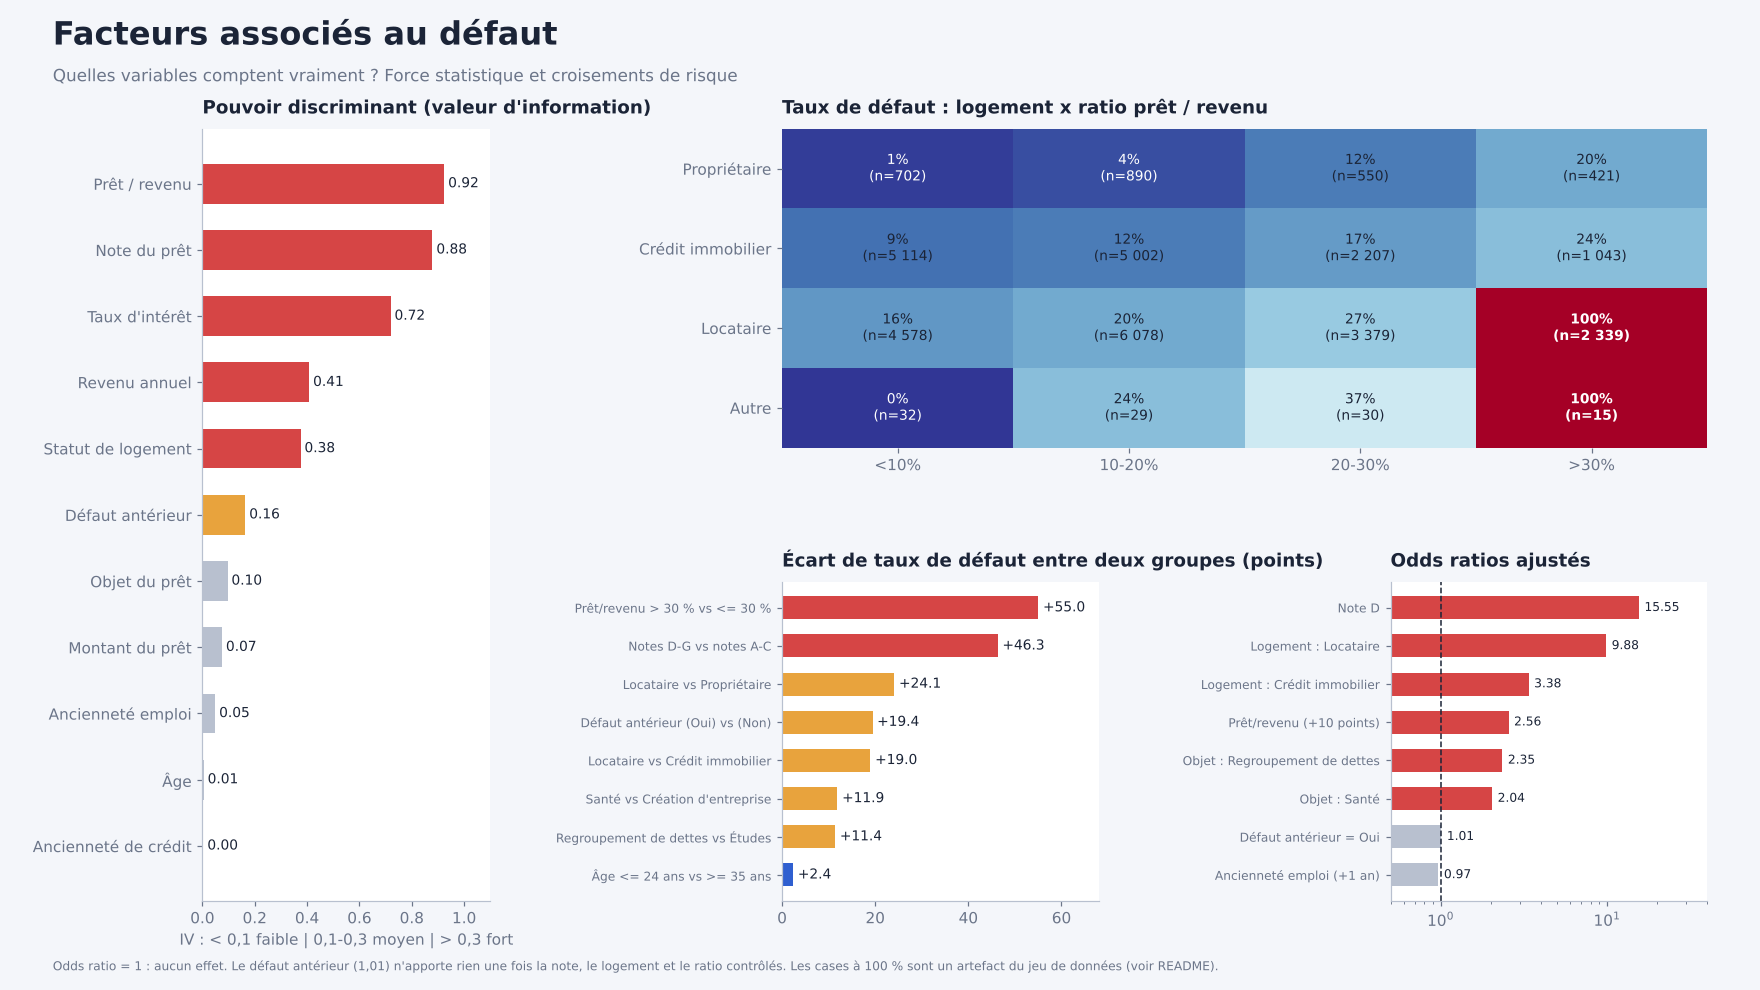 Facteurs associés au défaut
Quelles variables comptent vraiment ? Force statistique et croisements de risque
Pouvoir discriminant (valeur d'information)
Prêt / revenu 0.92
Note du prêt 0.88
Taux d'intérêt 0.72
Revenu annuel 0.41
Statut de logement 0.38
Défaut antérieur 0.16
Objet du prêt 0.10
Montant du prêt 0.07
Ancienneté emploi 0.05
Âge 0.01
Ancienneté de crédit 0.00
0.0 0.2 0.4 0.6 0.8 1.0
IV : < 0,1 faible | 0,1-0,3 moyen | > 0,3 fort
Taux de défaut : logement x ratio prêt / revenu
Propriétaire
1% 4% 12% 20%
(n=702) (n=890) (n=550) (n=421)
Crédit immobilier
9% 12% 17% 24%
(n=5 114) (n=5 002) (n=2 207) (n=1 043)
Locataire
16% 20% 27% 100%
(n=4 578) (n=6 078) (n=3 379) (n=2 339)
Autre
0% 24% 37% 100%
(n=32) (n=29) (n=30) (n=15)
<10% 10-20% 20-30% >30%
Écart de taux de défaut entre deux groupes (points)
Prêt/revenu > 30 % vs <= 30 % +55.0
Notes D-G vs notes A-C +46.3
Locataire vs Propriétaire +24.1
Défaut antérieur (Oui) vs (Non) +19.4
Locataire vs Crédit immobilier +19.0
Santé vs Création d'entreprise +11.9
Regroupement de dettes vs Études +11.4
Âge <= 24 ans vs >= 35 ans +2.4
0 20 40 60
Odds ratios ajustés
Note D 15.55
Logement : Locataire 9.88
Logement : Crédit immobilier 3.38
Prêt/revenu (+10 points) 2.56
Objet : Regroupement de dettes 2.35
Objet : Santé 2.04
Défaut antérieur = Oui 1.01
Ancienneté emploi (+1 an) 0.97
10⁰ 10¹
Odds ratio = 1 : aucun effet. Le défaut antérieur (1,01) n'apporte rien une fois la note, le logement et le ratio contrôlés. Les cases à 100 % sont un artefact du jeu de données (voir README).